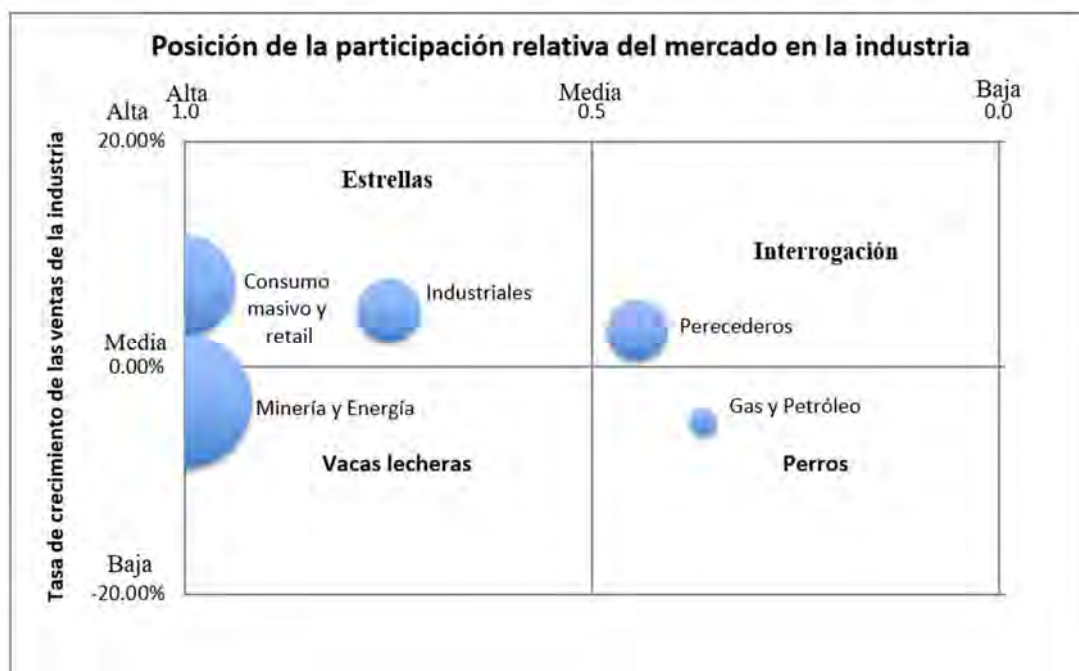 Posición de la participación relativa del mercado en la industria
Alta
Media
Baja
Alta
1.0
0.5
0.0
20.00%
Tasa de crecimiento de las ventas de la industria
Estrellas
Interrogación
Consumo
masivo y
retail
Industriales
Perecederos
Media
0.00%
Minería y Energía
Gas y Petróleo
Vacas lecheras
Perros
Baja
-20.00%